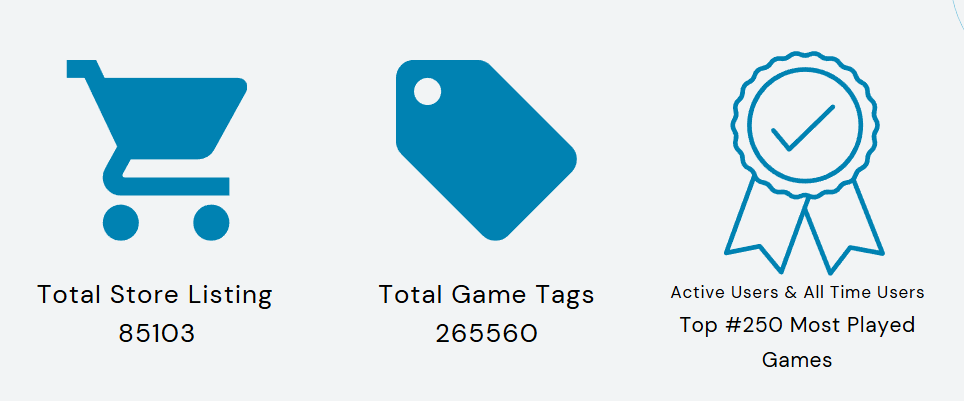 Total Store Listing
85103
Total Game Tags
265560
Active Users & All Time Users
Top #250 Most Played
Games